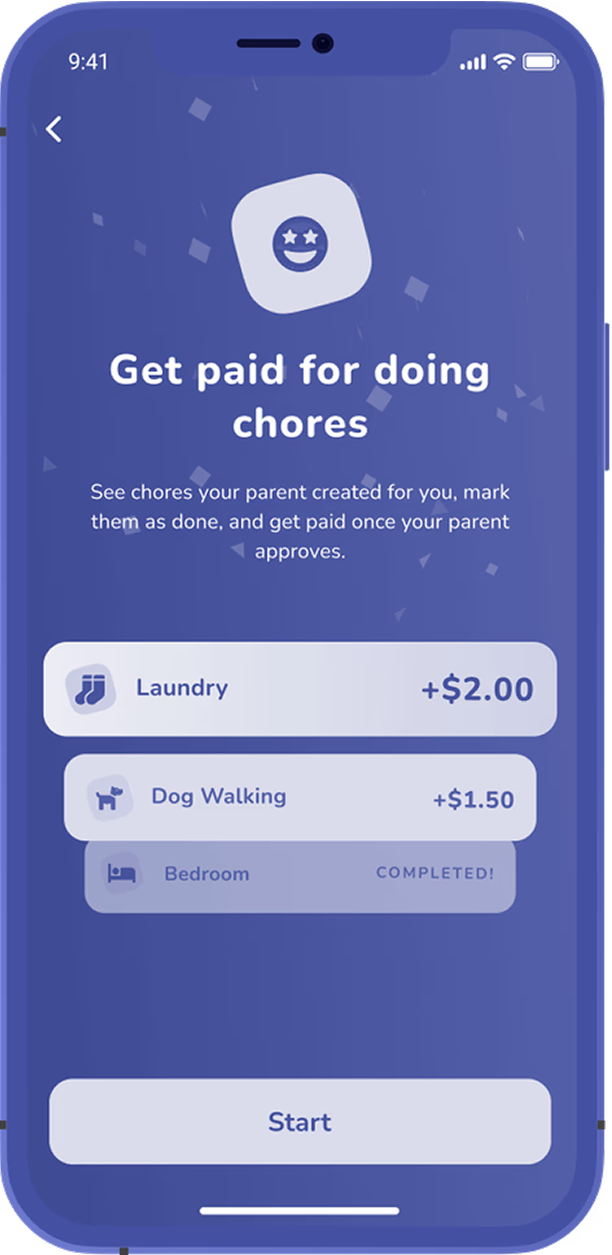 9:41
Get paid for doing
chores
See chores your parent created for you, mark
them as done, and get paid once your parent
approves.
Laundry +$2.00
Dog Walking +$1.50
Bedroom COMPLETED!
Start